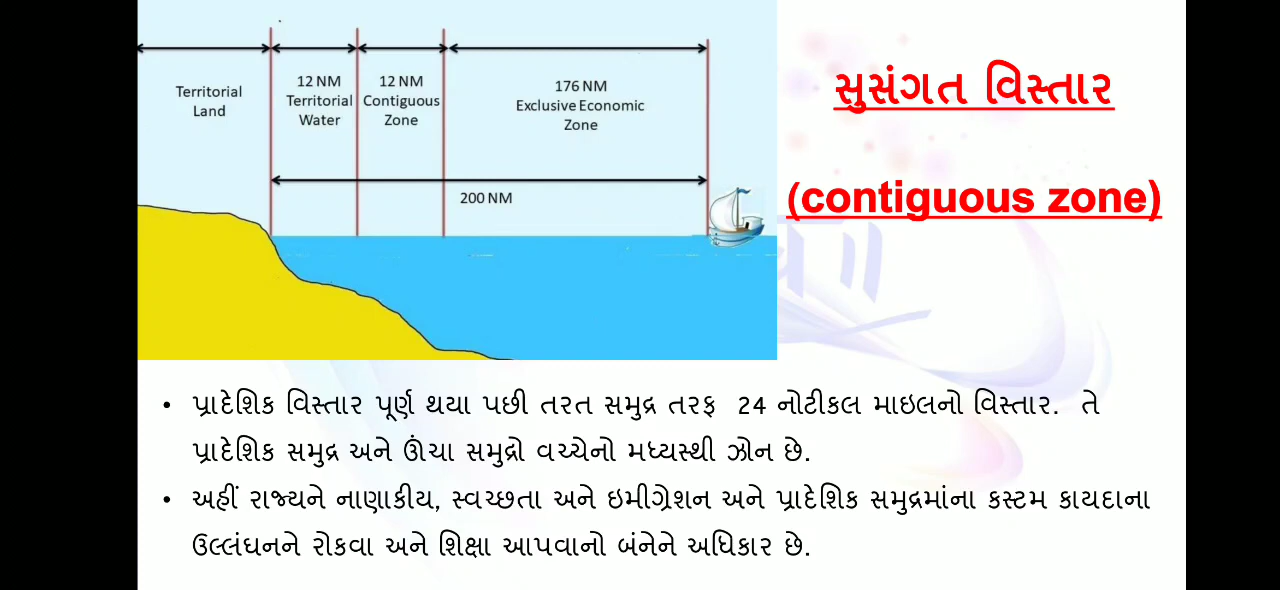 Territorial
Land
12 NM
Territorial
Water
12 NM
Contiguous
Zone
176 NM
Exclusive Economic
Zone
200 NM
સુસંગત વિસ્તાર
(contiguous zone)
• પ્રાદેશિક વિસ્તાર પૂર્ણ થયા પછી તરત સમુદ્ર તરફ 24 નોટીકલ માઇલનો વિસ્તાર. તે
પ્રાદેશિક સમુદ્ર અને ઊંચા સમુદ્રો વચ્ચેનો મધ્યસ્થી ઝોન છે.
• અહીં રાજ્યને નાણાકીય, સ્વચ્છતા અને ઇમીગ્રેશન અને પ્રાદેશિક સમુદ્રમાંના કસ્ટમ કાયદાના
ઉલ્લંઘનને રોકવા અને શિક્ષા આપવાનો બંનેને અધિકાર છે.